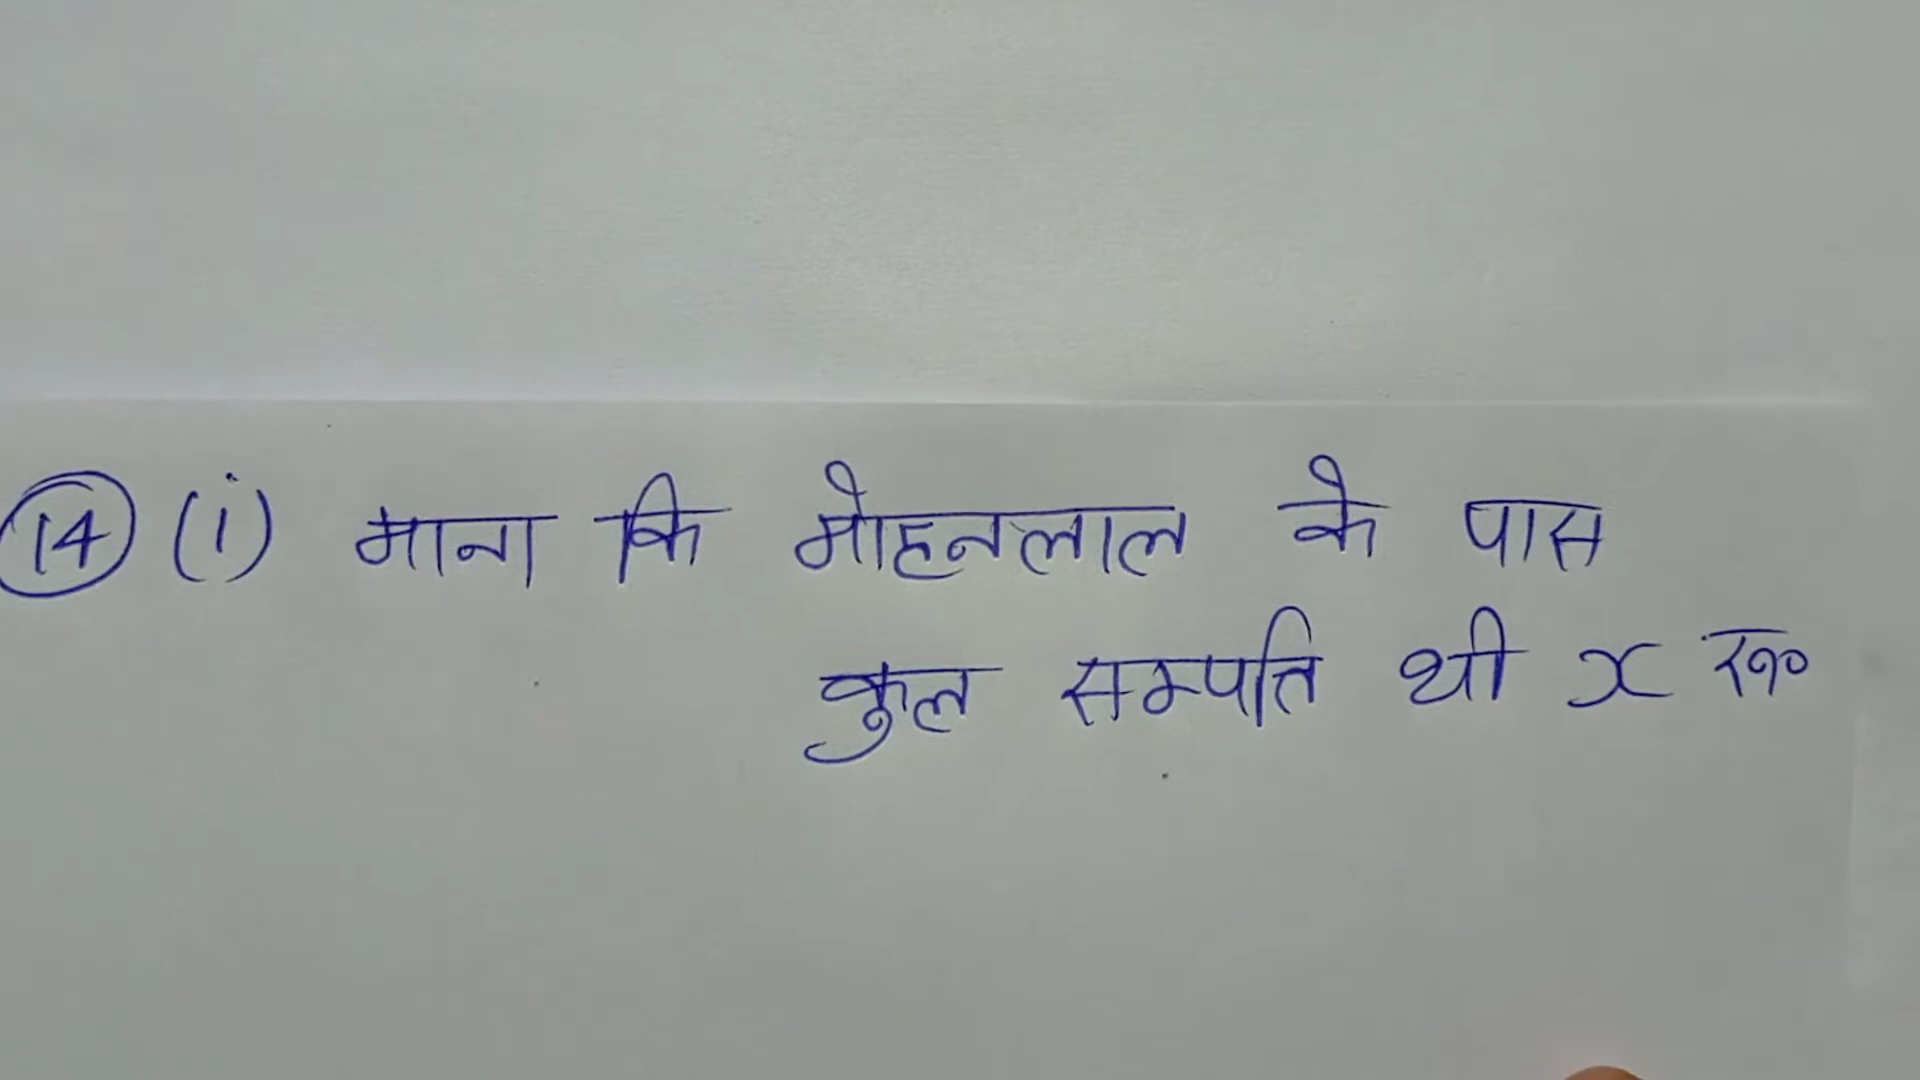 14 (i) माना कि मोहनलाल के पास
कुल सम्पत्ति थी x रु०